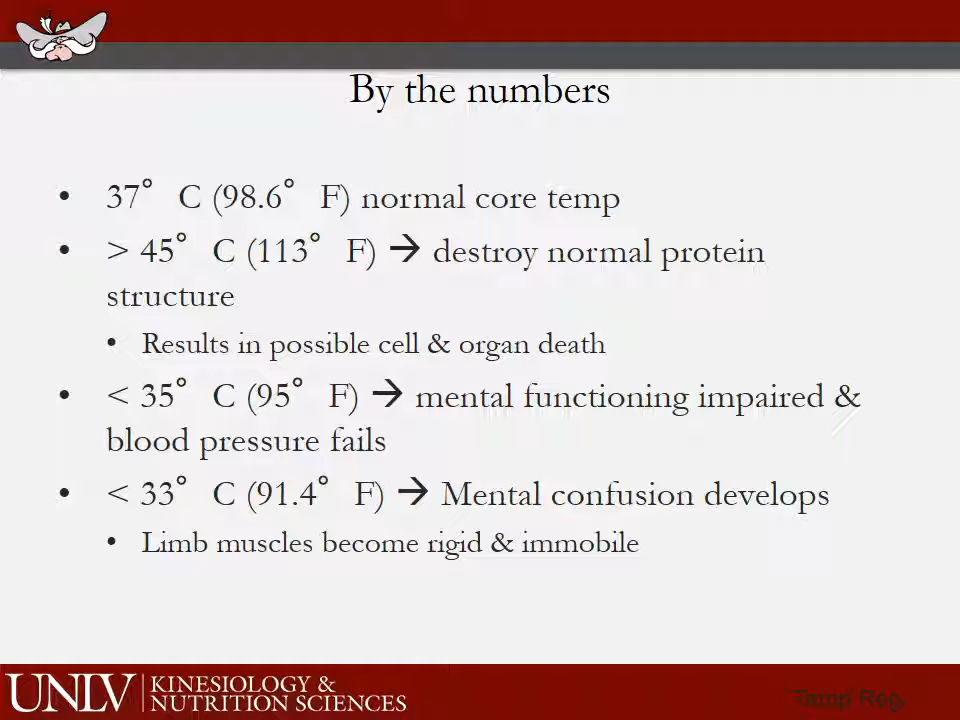 By the numbers
• 37° C (98.6° F) normal core temp
• > 45° C (113° F) → destroy normal protein
structure
• Results in possible cell & organ death
• < 35° C (95° F) → mental functioning impaired &
blood pressure fails
• < 33° C (91.4° F) → Mental confusion develops
• Limb muscles become rigid & immobile
UNLV KINESIOLOGY &
NUTRITION SCIENCES
Temp Reg.